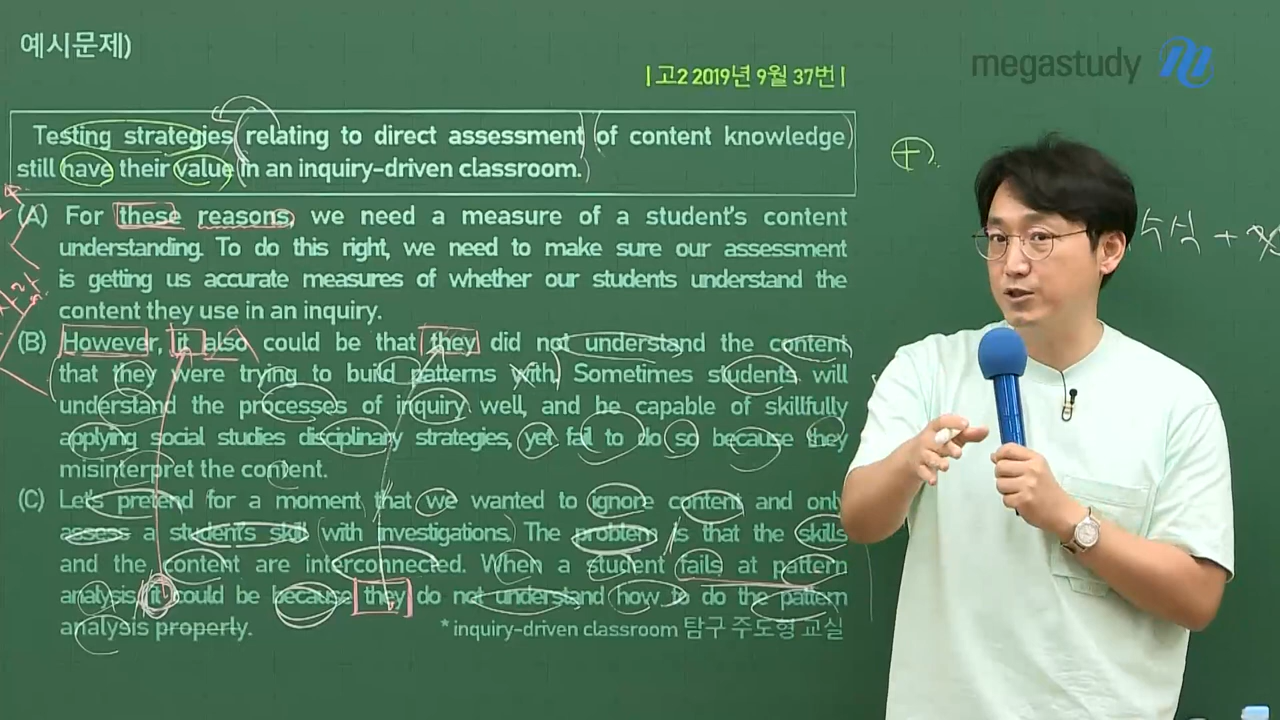 예시문제)
megastudy
| 고2 2019년 9월 37번 |
Testing strategies relating to direct assessment of content knowledge
still have their value in an inquiry-driven classroom.
(A) For these reasons, we need a measure of a student's content
understanding. To do this right, we need to make sure our assessment
is getting us accurate measures of whether our students understand the
content they use in an inquiry.
(B) However, it also could be that they did not understand the content
that they were trying to build patterns with. Sometimes students will
understand the processes of inquiry well, and be capable of skillfully
applying social studies disciplinary strategies, yet fail to do so because they
misinterpret the content.
(C) Let's pretend for a moment that we wanted to ignore content and only
assess a student's skill with investigations. The problem is that the skills
and the content are interconnected. When a student fails at pattern
analysis, it could be because they do not understand how to do the pattern
analysis properly.
* inquiry-driven classroom 탐구 주도형 교실
+
수식 +